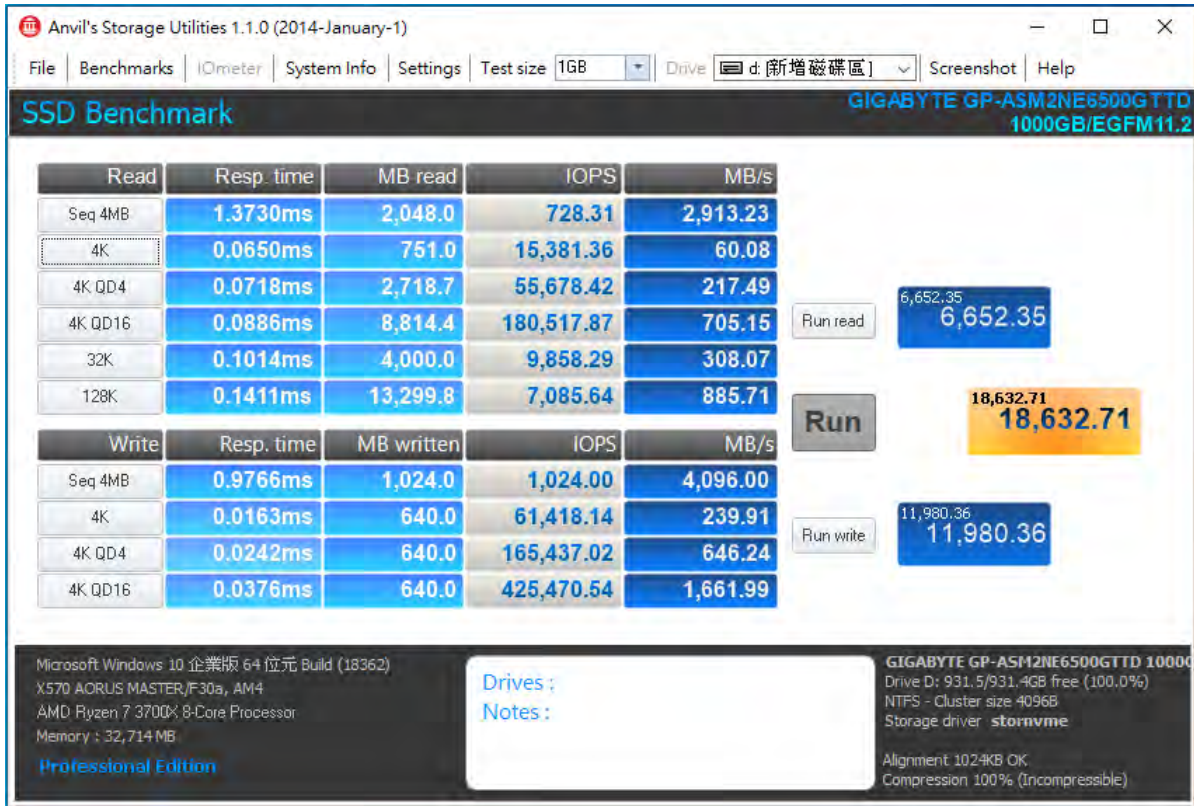 Anvil's Storage Utilities 1.1.0 (2014-January-1)
File Benchmarks IOmeter System Info Settings Test size 1GB Drive d: [新增磁碟區] Screenshot Help
SSD Benchmark
GIGABYTE GP-ASM2NE6500GTTD
1000GB/EGFM11.2
Read Resp. time MB read IOPS MB/s
Seq 4MB 1.3730ms 2,048.0 728.31 2,913.23
4K 0.0650ms 751.0 15,381.36 60.08
4K QD4 0.0718ms 2,718.7 55,678.42 217.49
4K QD16 0.0886ms 8,814.4 180,517.87 705.15
32K 0.1014ms 4,000.0 9,858.29 308.07
128K 0.1411ms 13,299.8 7,085.64 885.71
Run read
6,652.35
6,652.35
Run
18,632.71
18,632.71
Write Resp. time MB written IOPS MB/s
Seq 4MB 0.9766ms 1,024.0 1,024.00 4,096.00
4K 0.0163ms 640.0 61,418.14 239.91
4K QD4 0.0242ms 640.0 165,437.02 646.24
4K QD16 0.0376ms 640.0 425,470.54 1,661.99
Run write
11,980.36
11,980.36
Microsoft Windows 10 企業版 64 位元 Build (18362)
X570 AORUS MASTER/F30a, AM4
AMD Ryzen 7 3700X 8-Core Processor
Memory : 32,714 MB
Professional Edition
Drives :
Notes :
GIGABYTE GP-ASM2NE6500GTTD 1000G
Drive D: 931.5/931.4GB free (100.0%)
NTFS - Cluster size 4096B
Storage driver stornvme
Alignment 1024KB OK
Compression 100% (Incompressible)